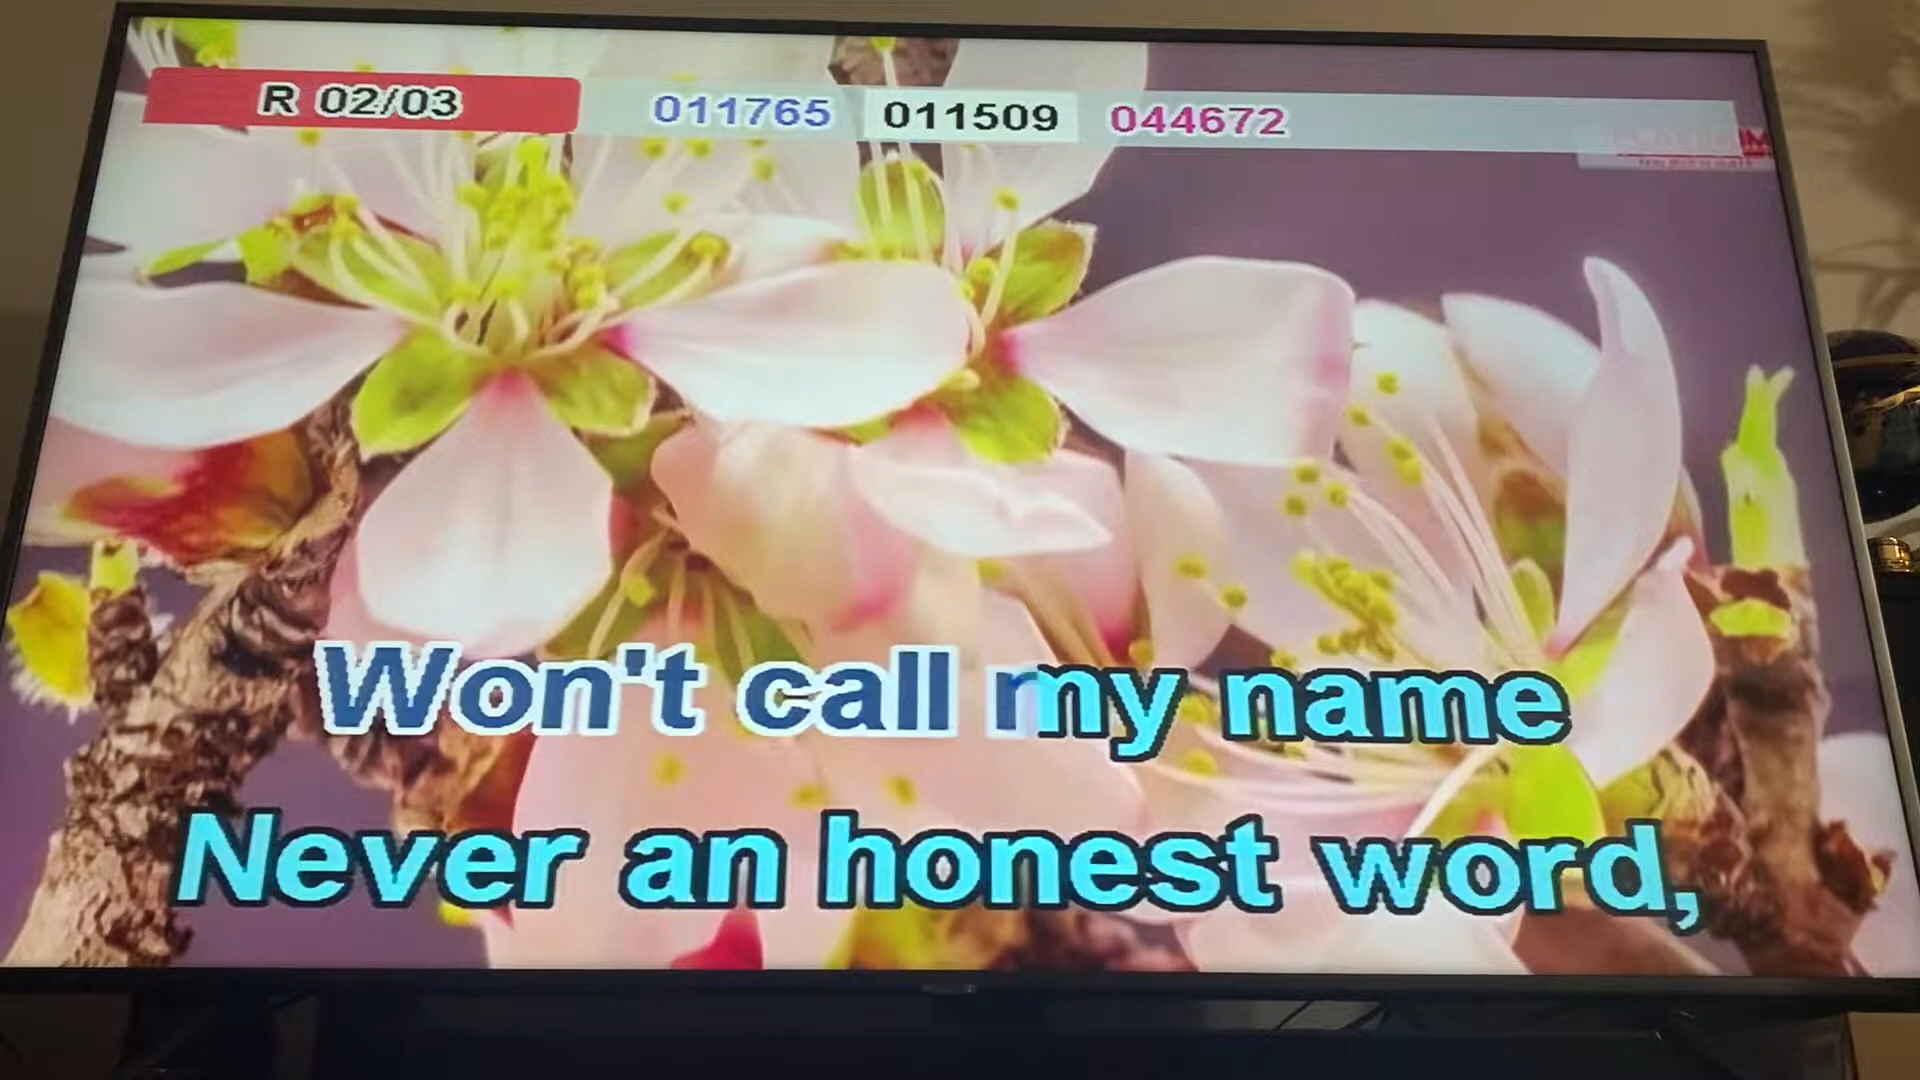 R 02/03 011765 011509 044672
Won't call my name
Never an honest word,